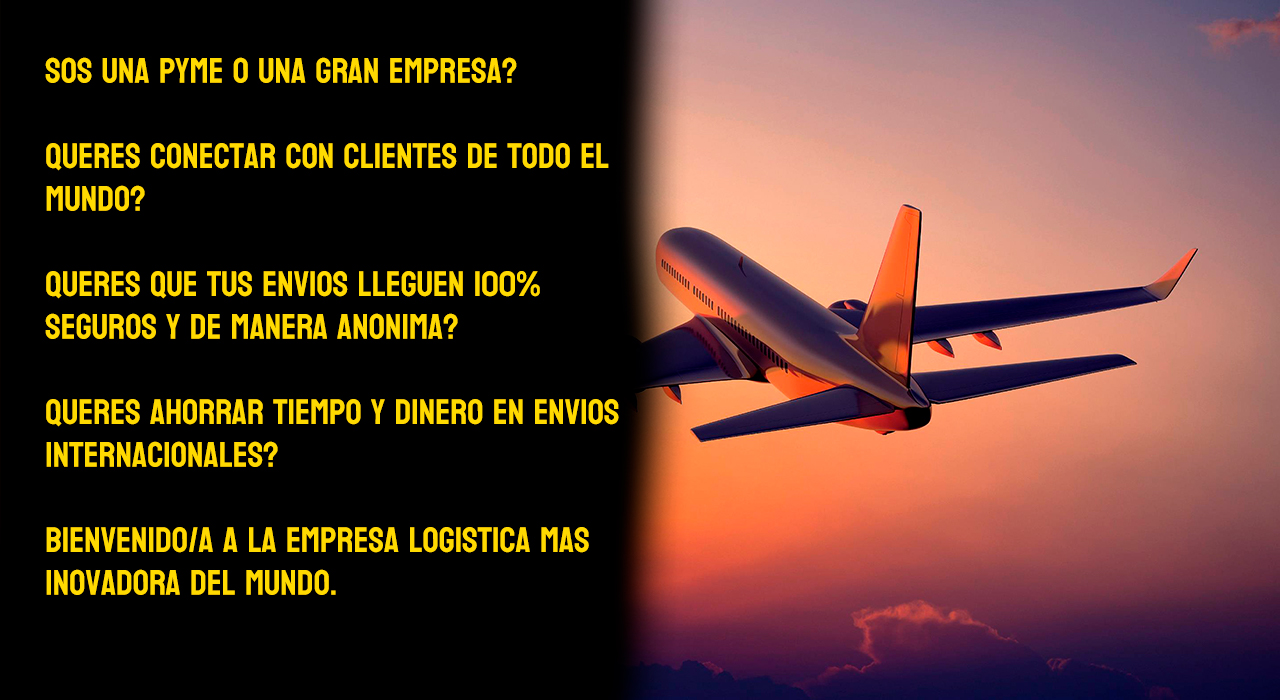 SOS UNA PYME O UNA GRAN EMPRESA?
QUERES CONECTAR CON CLIENTES DE TODO EL
MUNDO?
QUERES QUE TUS ENVIOS LLEGUEN 100%
SEGUROS Y DE MANERA ANONIMA?
QUERES AHORRAR TIEMPO Y DINERO EN ENVIOS
INTERNACIONALES?
BIENVENIDO/A A LA EMPRESA LOGISTICA MAS
INOVADORA DEL MUNDO.